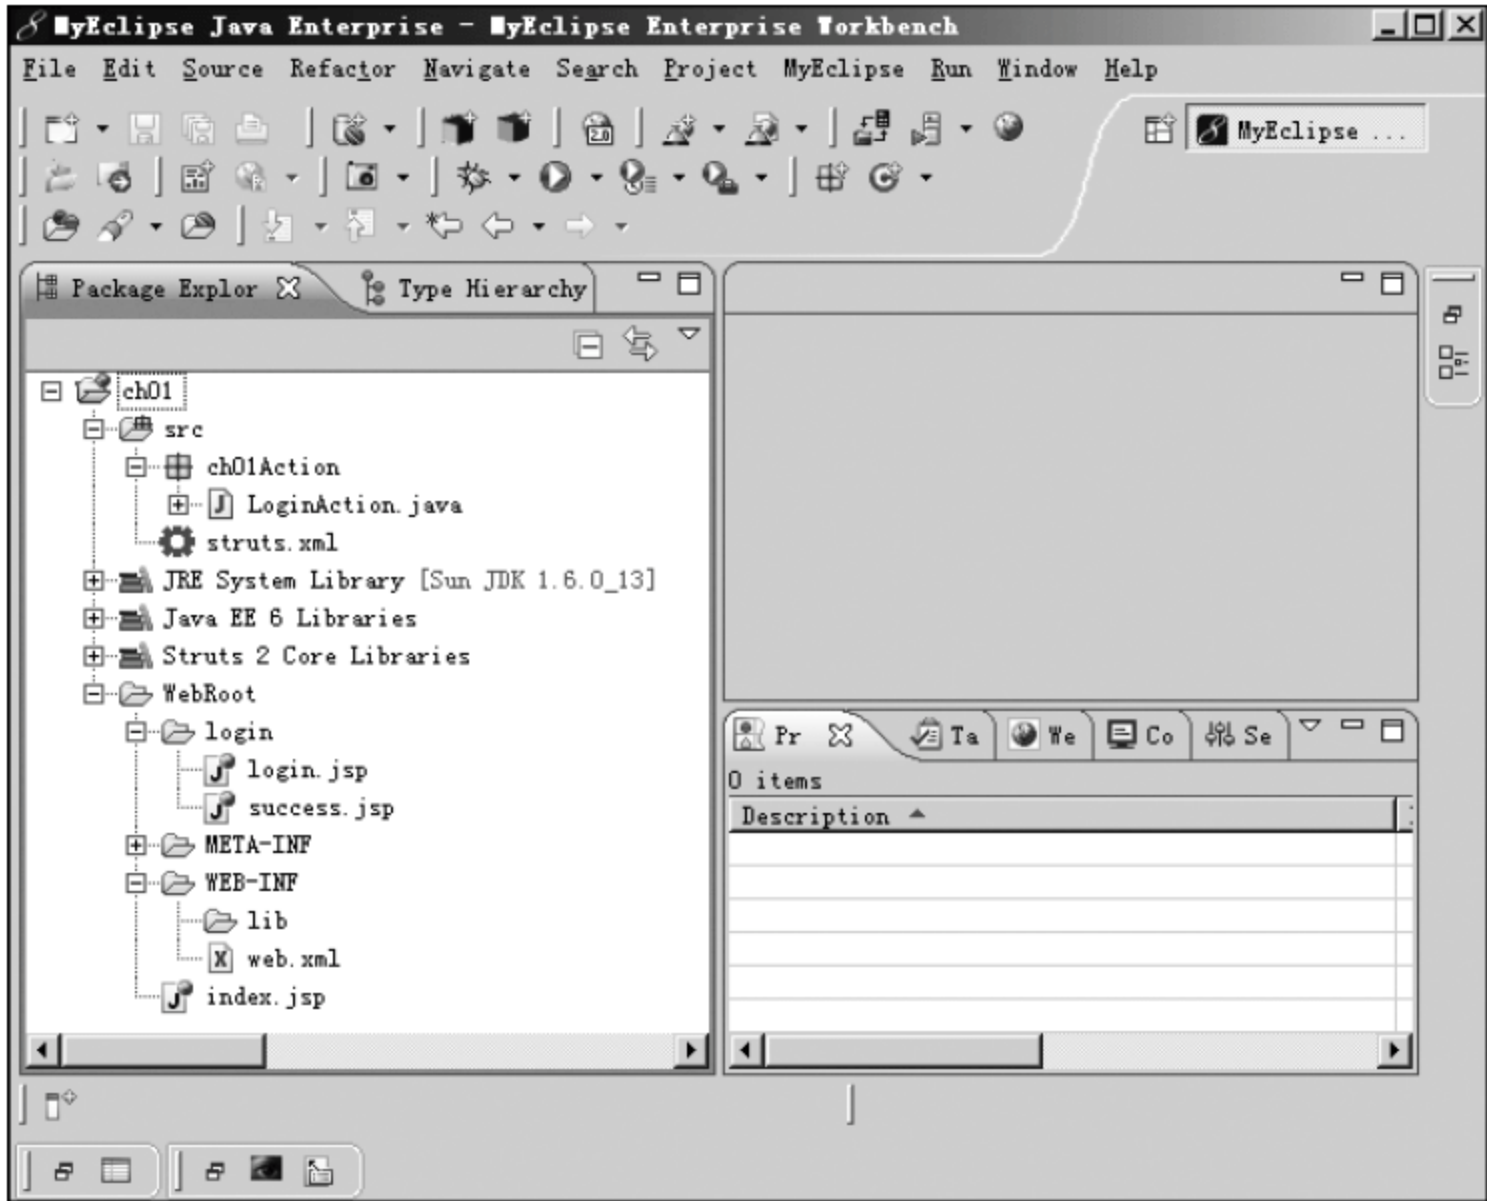 MyEclipse Java Enterprise - MyEclipse Enterprise Workbench
File Edit Source Refactor Navigate Search Project MyEclipse Run Window Help
2.0
MyEclipse ...
Package Explor
Type Hierarchy
ch01
src
ch01Action
LoginAction.java
struts.xml
JRE System Library [Sun JDK 1.6.0_13]
Java EE 6 Libraries
Struts 2 Core Libraries
WebRoot
login
login.jsp
success.jsp
META-INF
WEB-INF
lib
web.xml
index.jsp
Pr Ta We Co Se
0 items
Description